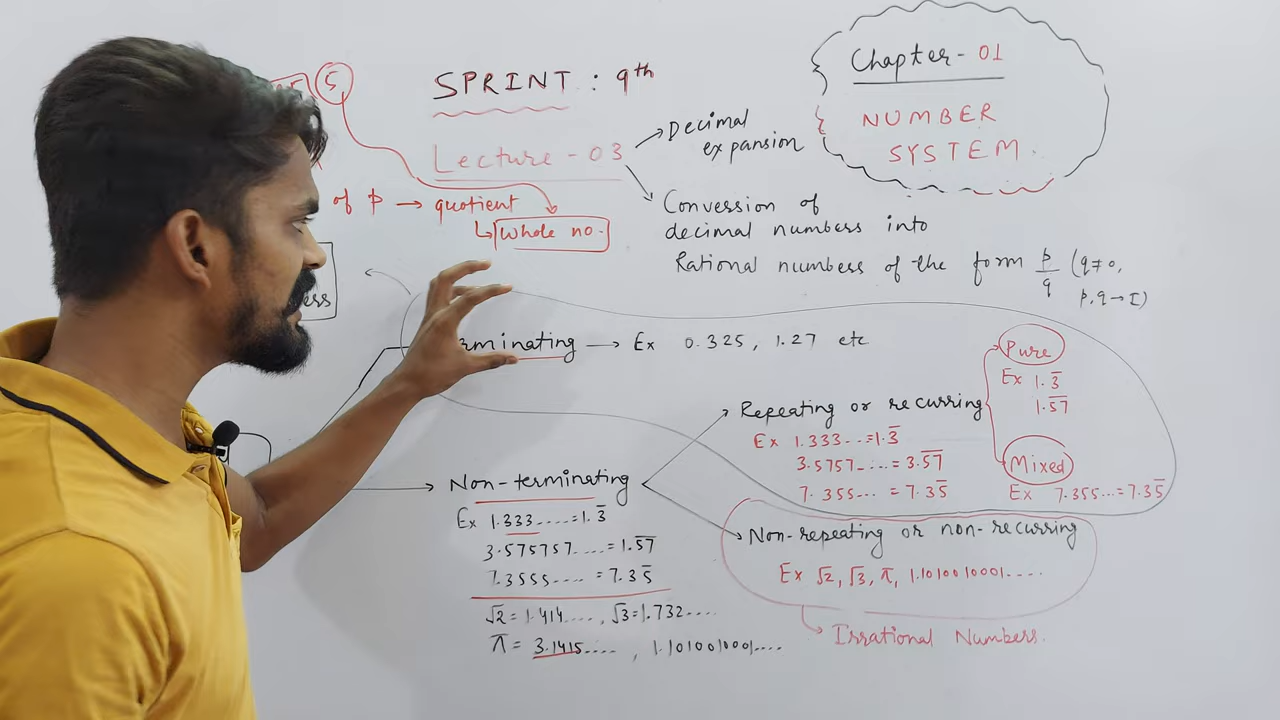 Chapter- 01
NUMBER
SYSTEM
5
SPRINT : 9th
Lecture - 03
Decimal
expansion
of p → quotient
Whole no.
Conversion of
decimal numbers into
Rational numbers of the form p/q (q≠0,
p, q → I)
ess
rminating → Ex 0.325, 1.27 etc
Pure
Ex 1.3̅
1.5̅7̅
Repeating or recurring
Ex 1.333...=1.3̅
3.5757.....=3.5̅7̅
7.355...=7.35̅
Mixed
Ex 7.355...=7.35̅
Non-terminating
Ex 1.333.....=1.3̅
3.575757.....=1.5̅7̅
7.3555.....=7.35̅
√2=1.414....., √3=1.732.....
π= 3.1415....., 1.1010010001....
Non-repeating or non-recurring
Ex √2, √3, π, 1.1010010001.....
Irrational Numbers.